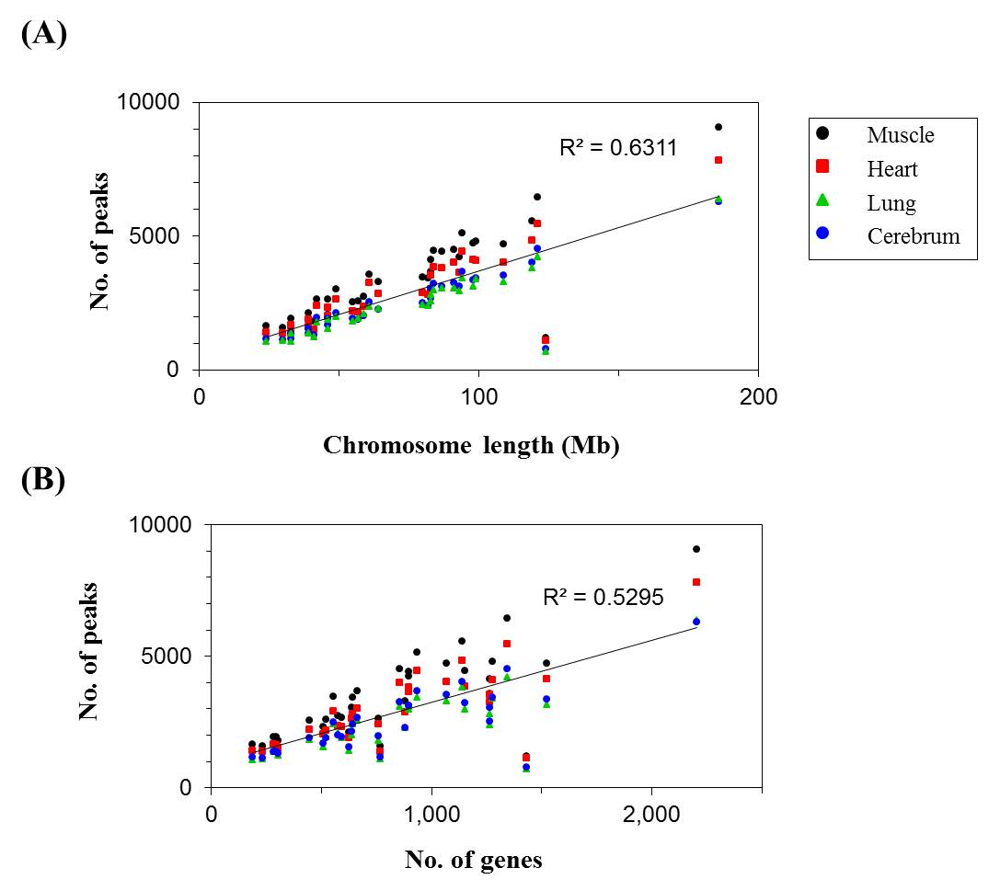 (A)
10000
5000
0
0
100
200
No. of peaks
Chromosome length (Mb)
R² = 0.6311
Muscle
Heart
Lung
Cerebrum
(B)
10000
5000
0
0
1,000
2,000
No. of peaks
No. of genes
R² = 0.5295